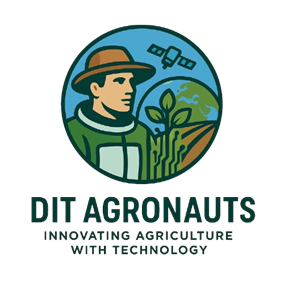 DIT AGRONAUTS
INNOVATING AGRICULTURE
WITH TECHNOLOGY